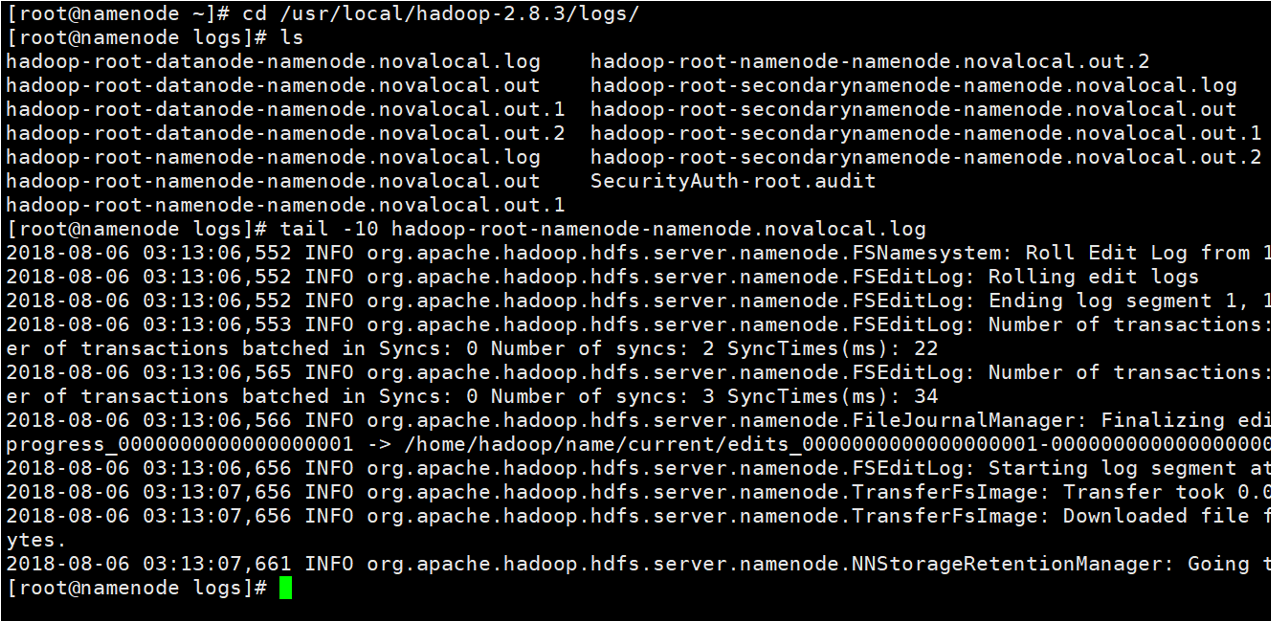 [root@namenode ~]# cd /usr/local/hadoop-2.8.3/logs/
[root@namenode logs]# ls
hadoop-root-datanode-namenode.novalocal.log    hadoop-root-namenode-namenode.novalocal.out.2
hadoop-root-datanode-namenode.novalocal.out    hadoop-root-secondarynamenode-namenode.novalocal.log
hadoop-root-datanode-namenode.novalocal.out.1  hadoop-root-secondarynamenode-namenode.novalocal.out
hadoop-root-datanode-namenode.novalocal.out.2  hadoop-root-secondarynamenode-namenode.novalocal.out.1
hadoop-root-namenode-namenode.novalocal.log    hadoop-root-secondarynamenode-namenode.novalocal.out.2
hadoop-root-namenode-namenode.novalocal.out    SecurityAuth-root.audit
hadoop-root-namenode-namenode.novalocal.out.1
[root@namenode logs]# tail -10 hadoop-root-namenode-namenode.novalocal.log
2018-08-06 03:13:06,552 INFO org.apache.hadoop.hdfs.server.namenode.FSNamesystem: Roll Edit Log from 1
2018-08-06 03:13:06,552 INFO org.apache.hadoop.hdfs.server.namenode.FSEditLog: Rolling edit logs
2018-08-06 03:13:06,552 INFO org.apache.hadoop.hdfs.server.namenode.FSEditLog: Ending log segment 1, 1
2018-08-06 03:13:06,553 INFO org.apache.hadoop.hdfs.server.namenode.FSEditLog: Number of transactions:
er of transactions batched in Syncs: 0 Number of syncs: 2 SyncTimes(ms): 22
2018-08-06 03:13:06,565 INFO org.apache.hadoop.hdfs.server.namenode.FSEditLog: Number of transactions:
er of transactions batched in Syncs: 0 Number of syncs: 3 SyncTimes(ms): 34
2018-08-06 03:13:06,566 INFO org.apache.hadoop.hdfs.server.namenode.FileJournalManager: Finalizing edi
progress_0000000000000000001 -> /home/hadoop/name/current/edits_0000000000000000001-000000000000000000
2018-08-06 03:13:06,656 INFO org.apache.hadoop.hdfs.server.namenode.FSEditLog: Starting log segment at
2018-08-06 03:13:07,656 INFO org.apache.hadoop.hdfs.server.namenode.TransferFsImage: Transfer took 0.0
2018-08-06 03:13:07,656 INFO org.apache.hadoop.hdfs.server.namenode.TransferFsImage: Downloaded file f
ytes.
2018-08-06 03:13:07,661 INFO org.apache.hadoop.hdfs.server.namenode.NNStorageRetentionManager: Going t
[root@namenode logs]#